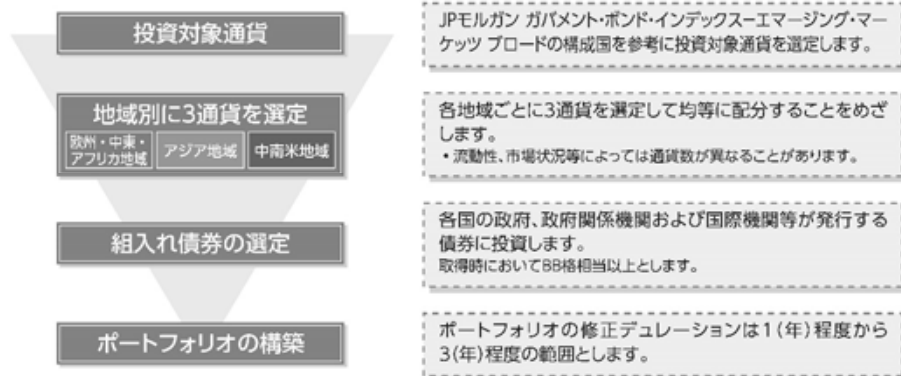 投資対象通貨
JPモルガン ガバメント・ボンド・インデックス-エマージング・マー
ケッツ ブロードの構成国を参考に投資対象通貨を選定します。
地域別に3通貨を選定
欧州・中東・
アフリカ地域
アジア地域
中南米地域
各地域ごとに3通貨を選定して均等に配分することをめざ
します。
・流動性、市場状況等によっては通貨数が異なることがあります。
組入れ債券の選定
各国の政府、政府関係機関および国際機関等が発行する
債券に投資します。
取得時においてBB格相当以上とします。
ポートフォリオの構築
ポートフォリオの修正デュレーションは1(年)程度から
3(年)程度の範囲とします。